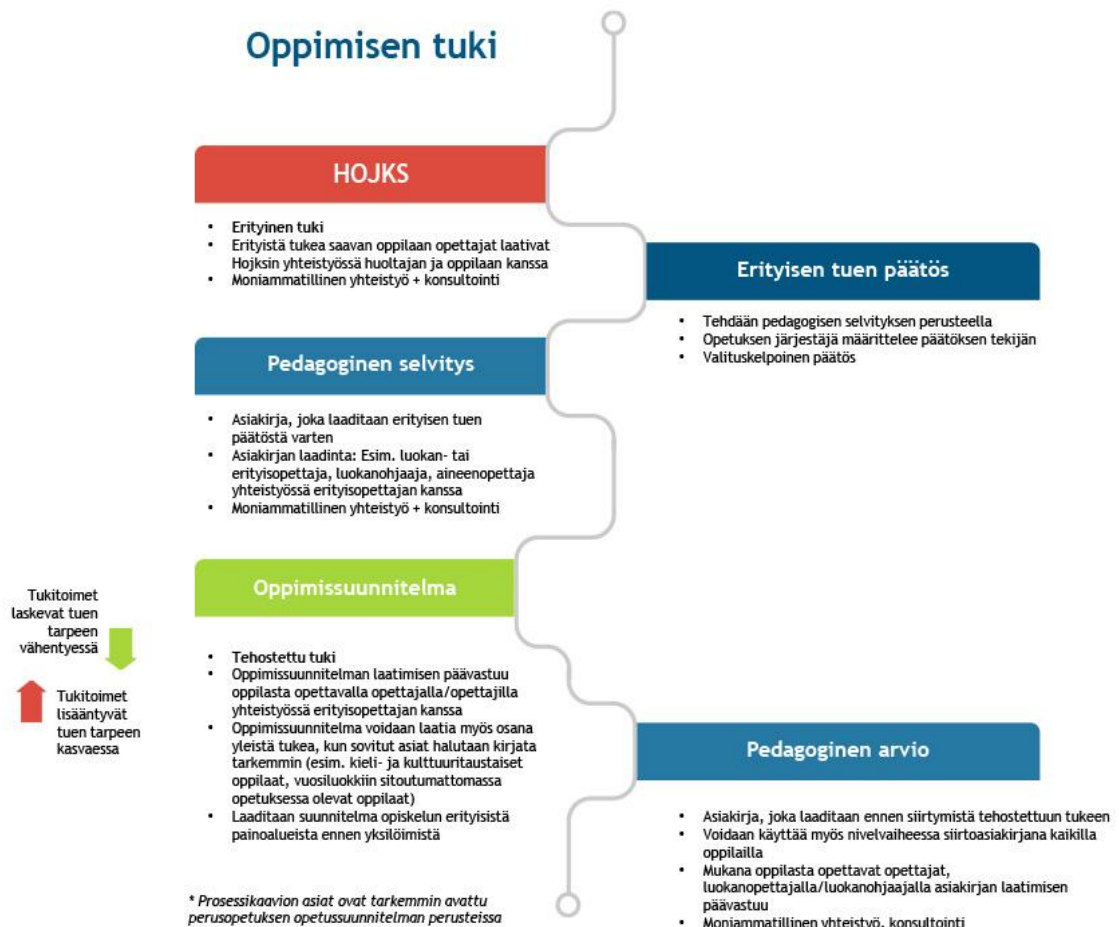 Oppimisen tuki
HOJKS
• Erityinen tuki
• Erityistä tukea saavan oppilaan opettajat laativat
Hojksin yhteistyössä huoltajan ja oppilaan kanssa
• Moniammatillinen yhteistyö + konsultointi
Erityisen tuen päätös
• Tehdään pedagogisen selvityksen perusteella
• Opetuksen järjestäjä määrittelee päätöksen tekijän
• Valituskelpoinen päätös
Pedagoginen selvitys
• Asiakirja, joka laaditaan erityisen tuen
päätöstä varten
• Asiakirjan laadinta: Esim. luokan- tai
erityisopettaja, luokanohjaaja, aineenopettaja
yhteistyössä erityisopettajan kanssa
• Moniammatillinen yhteistyö + konsultointi
Oppimissuunnitelma
• Tehostettu tuki
• Oppimissuunnitelman laatimisen päävastuu
oppilasta opettavalla opettajalla/opettajilla
yhteistyössä erityisopettajan kanssa
• Oppimissuunnitelma voidaan laatia myös osana
yleistä tukea, kun sovitut asiat halutaan kirjata
tarkemmin (esim. kieli- ja kulttuuritaustaiset
oppilaat, vuosiluokkiin sitoutumattomassa
opetuksessa olevat oppilaat)
• Laaditaan suunnitelma opiskelun erityisistä
painoalueista ennen yksilöimistä
Tukitoimet
laskevat tuen
tarpeen
vähentyessä
Tukitoimet
lisääntyvät
tuen tarpeen
kasvaessa
Pedagoginen arvio
• Asiakirja, joka laaditaan ennen siirtymistä tehostettuun tukeen
• Voidaan käyttää myös nivelvaiheessa siirtoasiakirjana kaikilla
oppilailla
• Mukana oppilasta opettavat opettajat,
luokanopettajalla/luokanohjaajalla asiakirjan laatimisen
päävastuu
• Moniammatillinen yhteistyö, konsultointi
* Prosessikaavion asiat ovat tarkemmin avattu
perusopetuksen opetussuunnitelman perusteissa